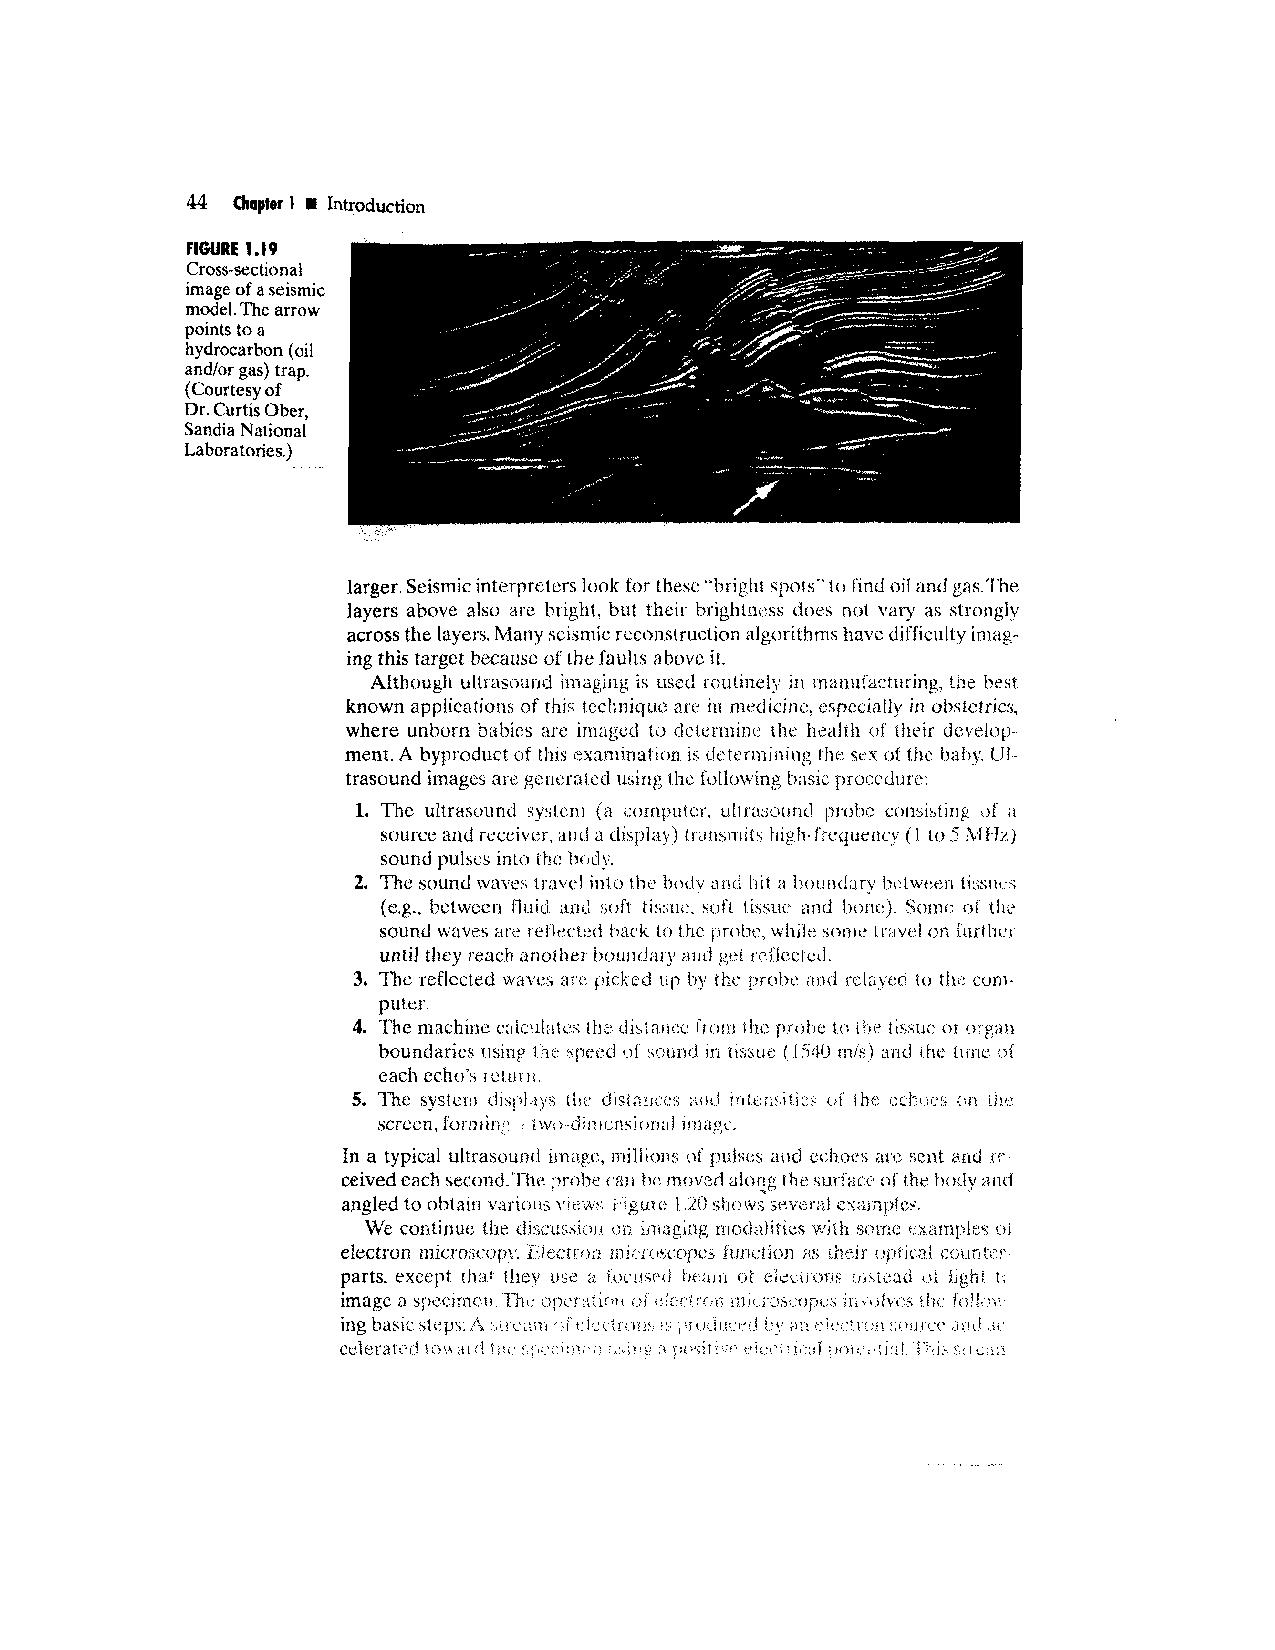 44 Chapter 1 ■ Introduction
FIGURE 1.19
Cross-sectional
image of a seismic
model. The arrow
points to a
hydrocarbon (oil
and/or gas) trap.
(Courtesy of
Dr. Curtis Ober,
Sandia National
Laboratories.)
larger. Seismic interpreters look for these "bright spots" to find oil and gas. The
layers above also are bright, but their brightness does not vary as strongly
across the layers. Many seismic reconstruction algorithms have difficulty imag-
ing this target because of the faults above it.
Although ultrasound imaging is used routinely in manufacturing, the best
known applications of this technique are in medicine, especially in obstetrics,
where unborn babies are imaged to determine the health of their develop-
ment. A byproduct of this examination is determining the sex of the baby. Ul-
trasound images are generated using the following basic procedure:
1. The ultrasound system (a computer, ultrasound probe consisting of a
source and receiver, and a display) transmits high-frequency (1 to 5 MHz)
sound pulses into the body.
2. The sound waves travel into the body and hit a boundary between tissues
(e.g., between fluid and soft tissue, soft tissue and bone). Some of the
sound waves are reflected back to the probe, while some travel on further
until they reach another boundary and get reflected.
3. The reflected waves are picked up by the probe and relayed to the com-
puter.
4. The machine calculates the distance from the probe to the tissue or organ
boundaries using the speed of sound in tissue (1540 m/s) and the time of
each echo's return.
5. The system displays the distances and intensities of the echoes on the
screen, forming a two-dimensional image.
In a typical ultrasound image, millions of pulses and echoes are sent and re-
ceived each second. The probe can be moved along the surface of the body and
angled to obtain various views. Figure 1.20 shows several examples.
We continue the discussion on imaging modalities with some examples of
electron microscopy. Electron microscopes function as their optical counter-
parts, except that they use a focused beam of electrons instead of light to
image a specimen. The operation of electron microscopes involves the follow-
ing basic steps: A stream of electrons is produced by an electron source and ac-
celerated toward the specimen using a positive electrical potential. This stream